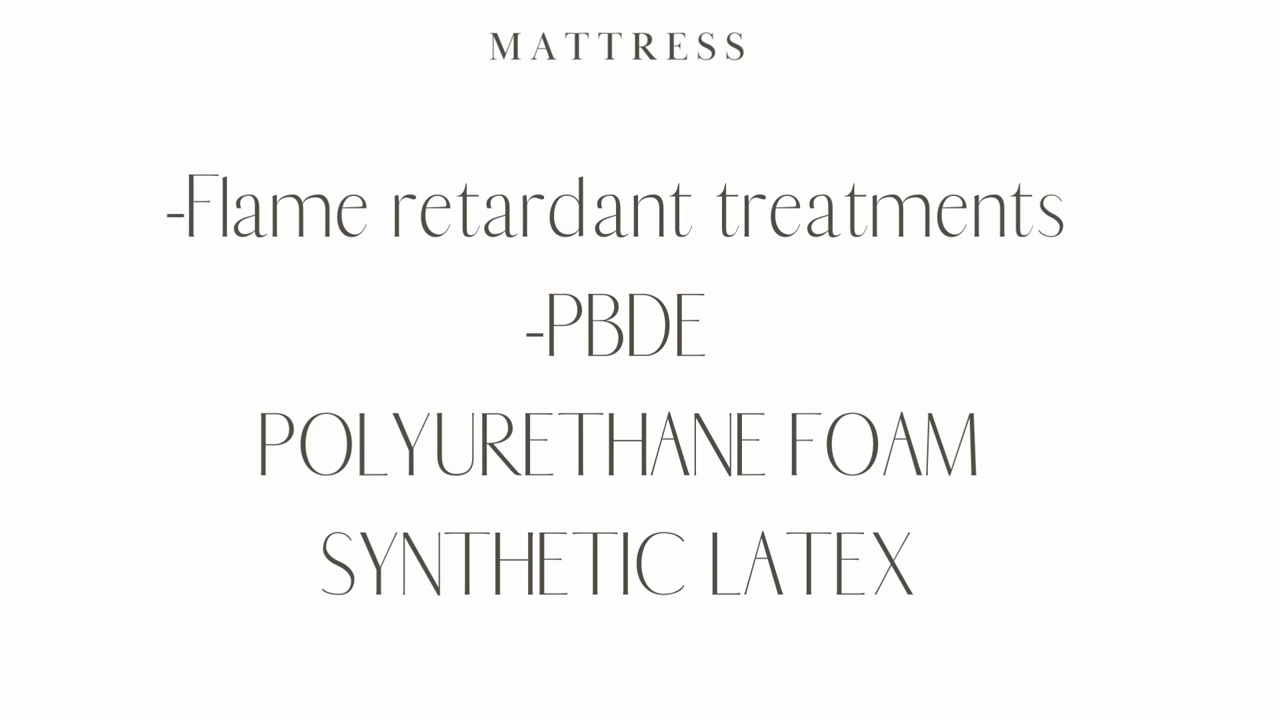 MATTRESS
-Flame retardant treatments
-PBDE
POLYURETHANE FOAM
SYNTHETIC LATEX